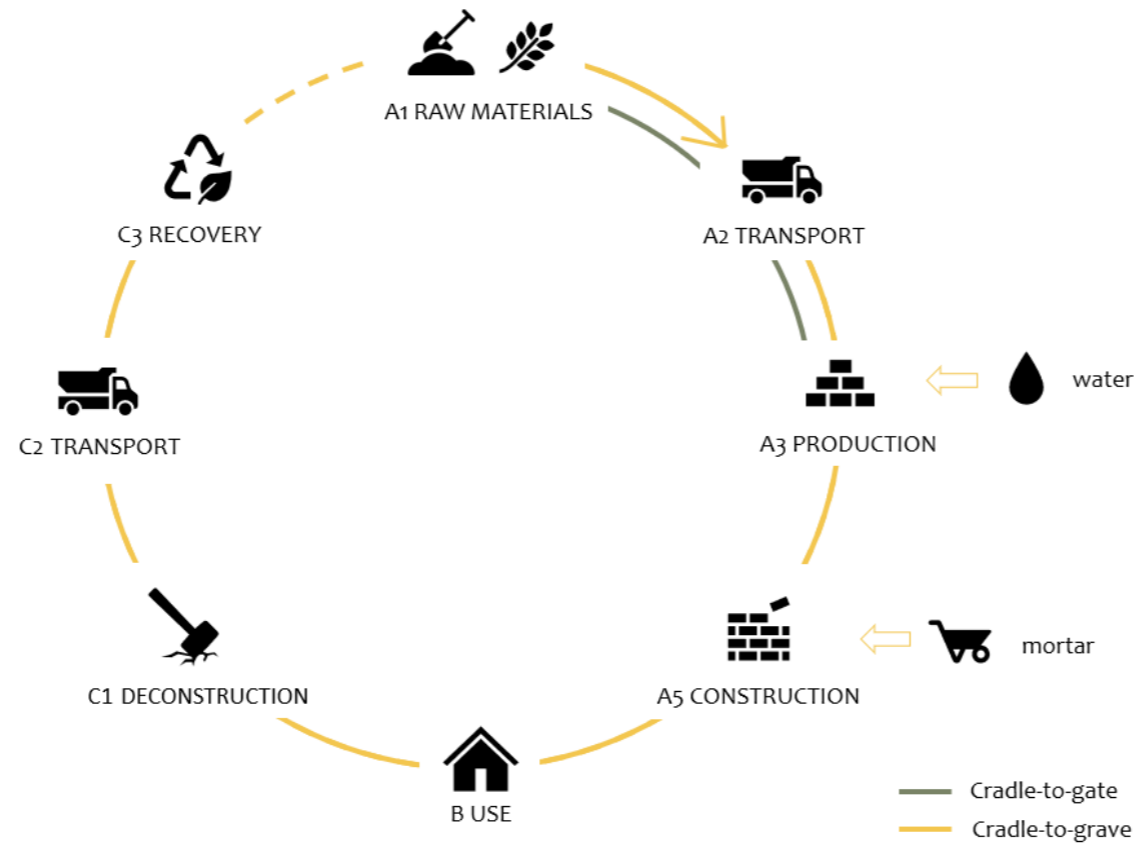 A1 RAW MATERIALS
C3 RECOVERY
A2 TRANSPORT
water
C2 TRANSPORT
A3 PRODUCTION
mortar
C1 DECONSTRUCTION
A5 CONSTRUCTION
B USE
Cradle-to-gate
Cradle-to-grave